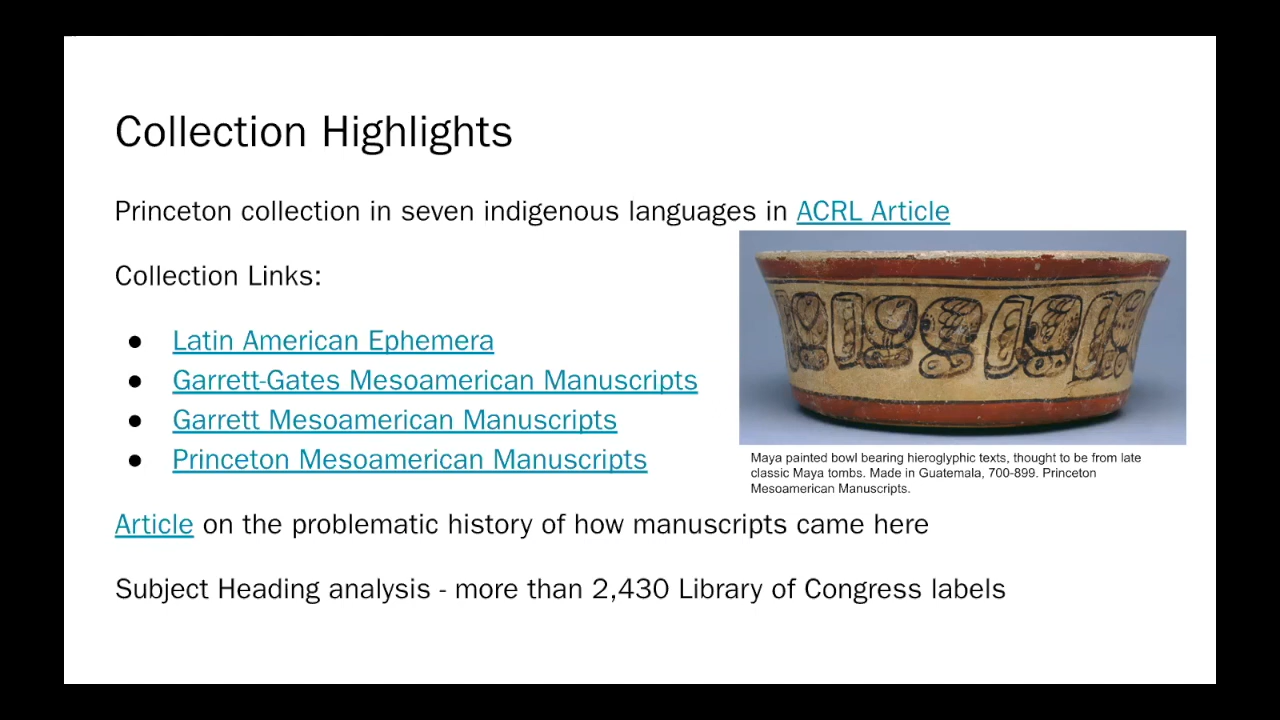 Collection Highlights
Princeton collection in seven indigenous languages in ACRL Article
Collection Links:
● Latin American Ephemera
● Garrett-Gates Mesoamerican Manuscripts
● Garrett Mesoamerican Manuscripts
● Princeton Mesoamerican Manuscripts
Maya painted bowl bearing hieroglyphic texts, thought to be from late
classic Maya tombs. Made in Guatemala, 700-899. Princeton
Mesoamerican Manuscripts.
Article on the problematic history of how manuscripts came here
Subject Heading analysis - more than 2,430 Library of Congress labels